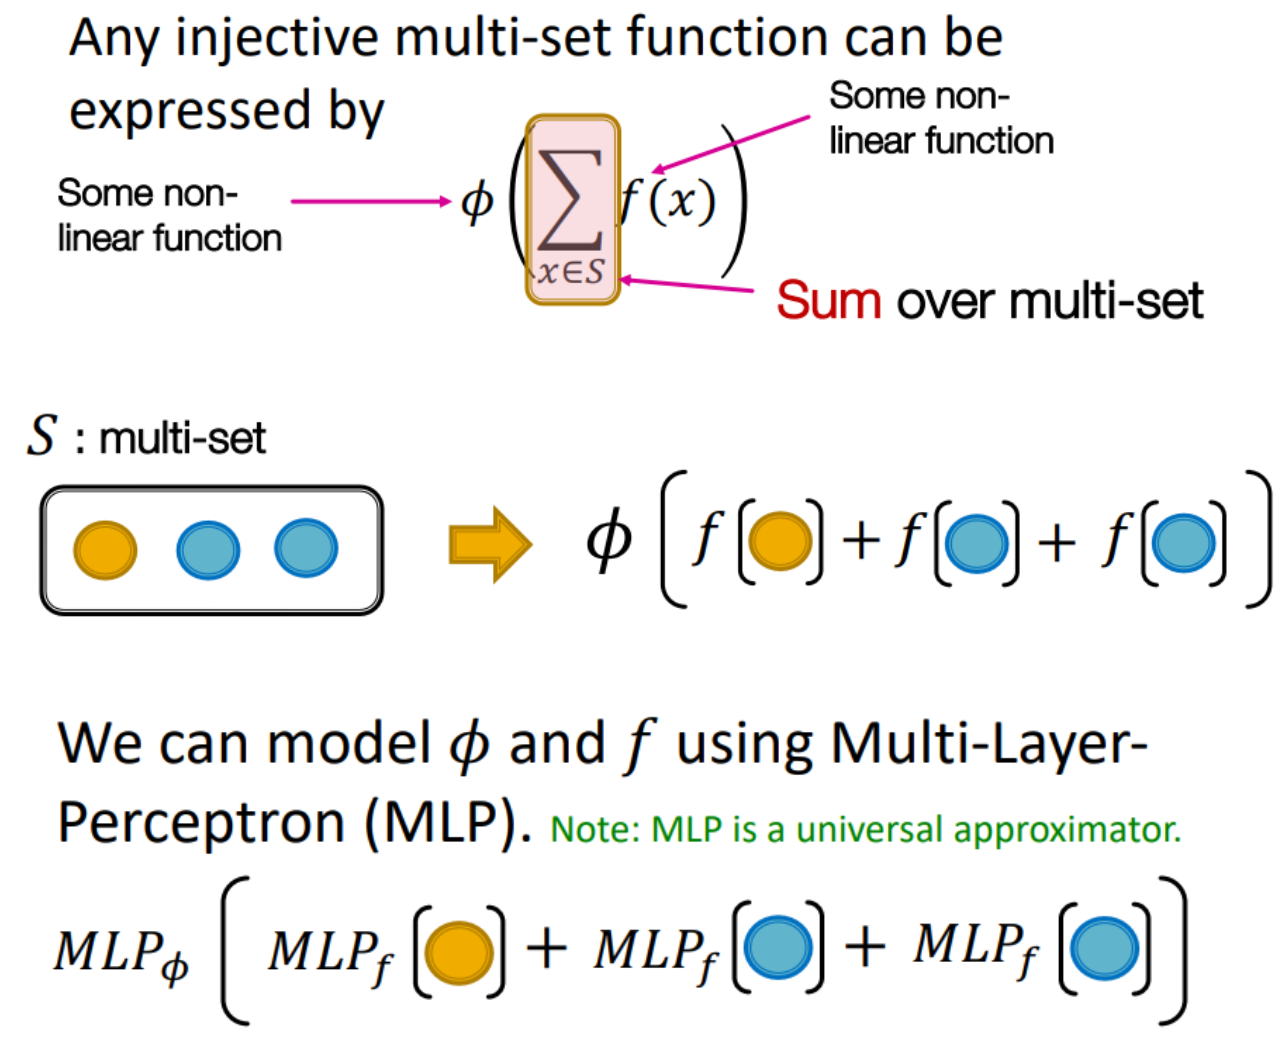 Any injective multi-set function can be
expressed by
Some non-
linear function
Some non-
linear function
ϕ(∑ f(x))
x∈S
Sum over multi-set
S : multi-set
ϕ ( f( ) + f( ) + f( ) )
We can model ϕ and f using Multi-Layer-
Perceptron (MLP). Note: MLP is a universal approximator.
MLPϕ ( MLPf ( ) + MLPf ( ) + MLPf ( ) )